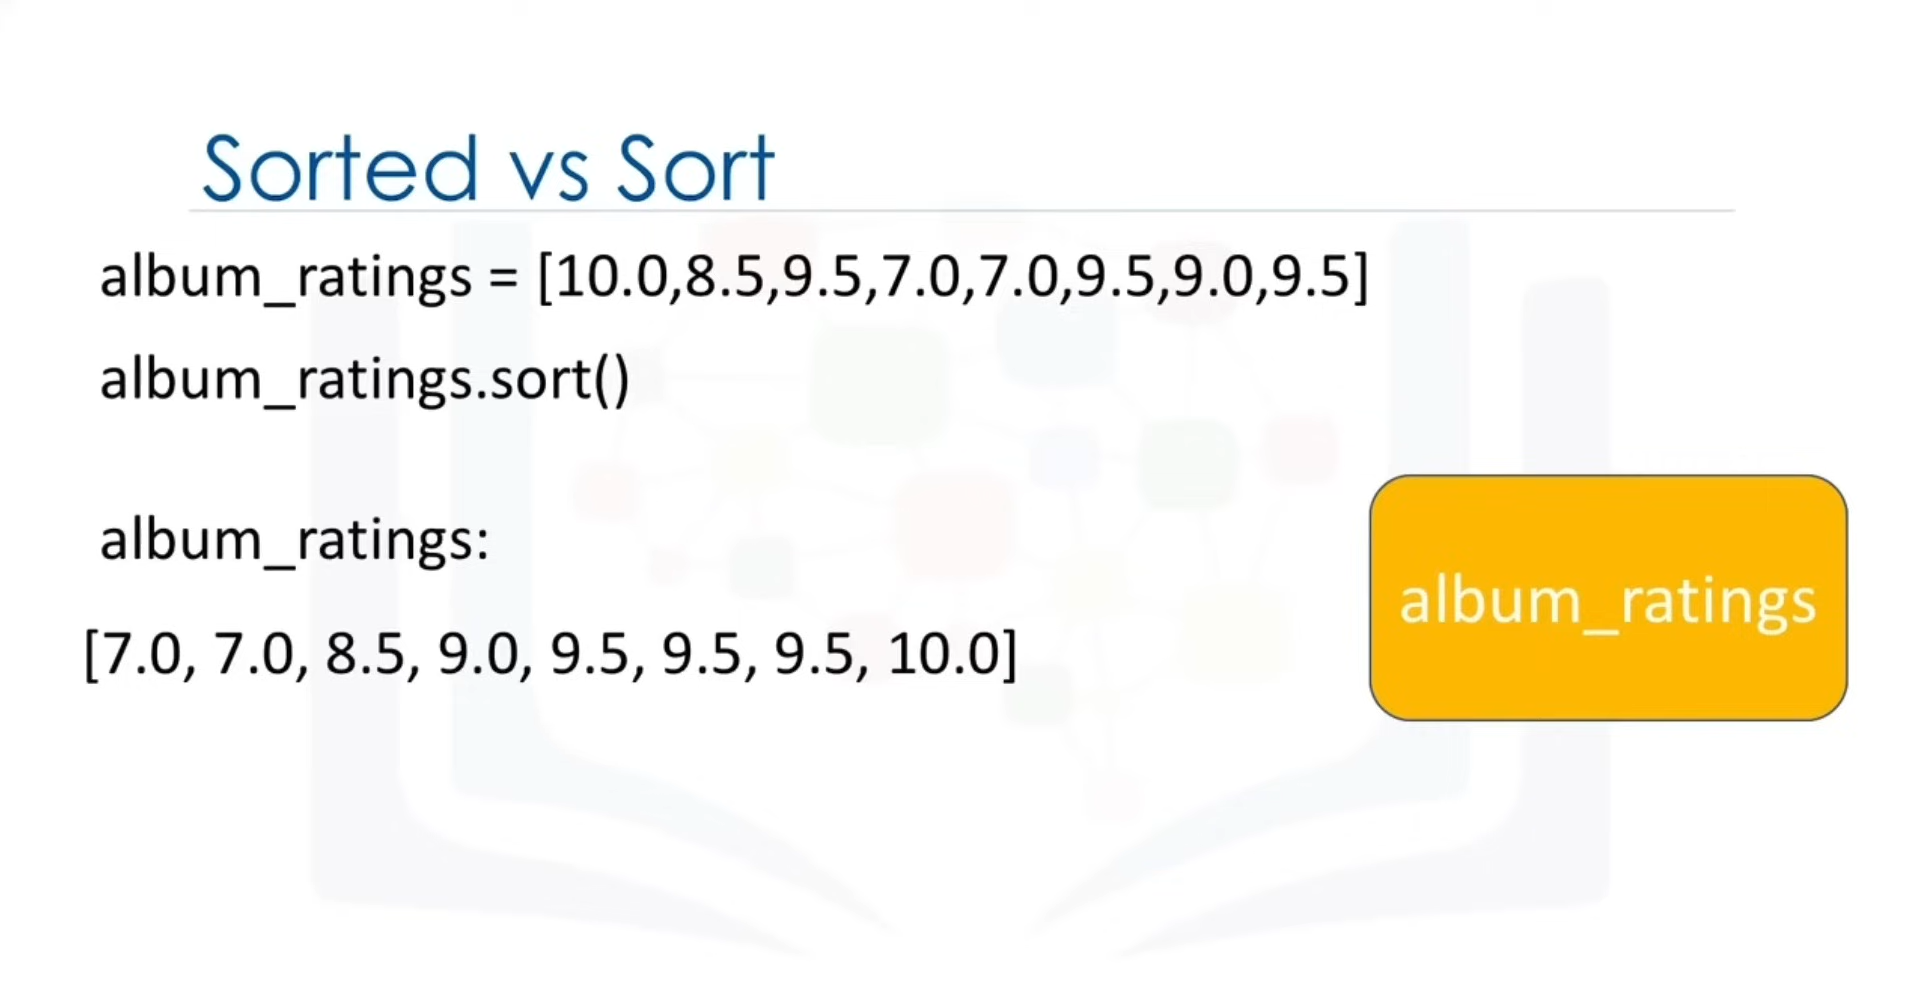 Sorted vs Sort
album_ratings = [10.0,8.5,9.5,7.0,7.0,9.5,9.0,9.5]
album_ratings.sort()
album_ratings:
[7.0, 7.0, 8.5, 9.0, 9.5, 9.5, 9.5, 10.0]
album_ratings